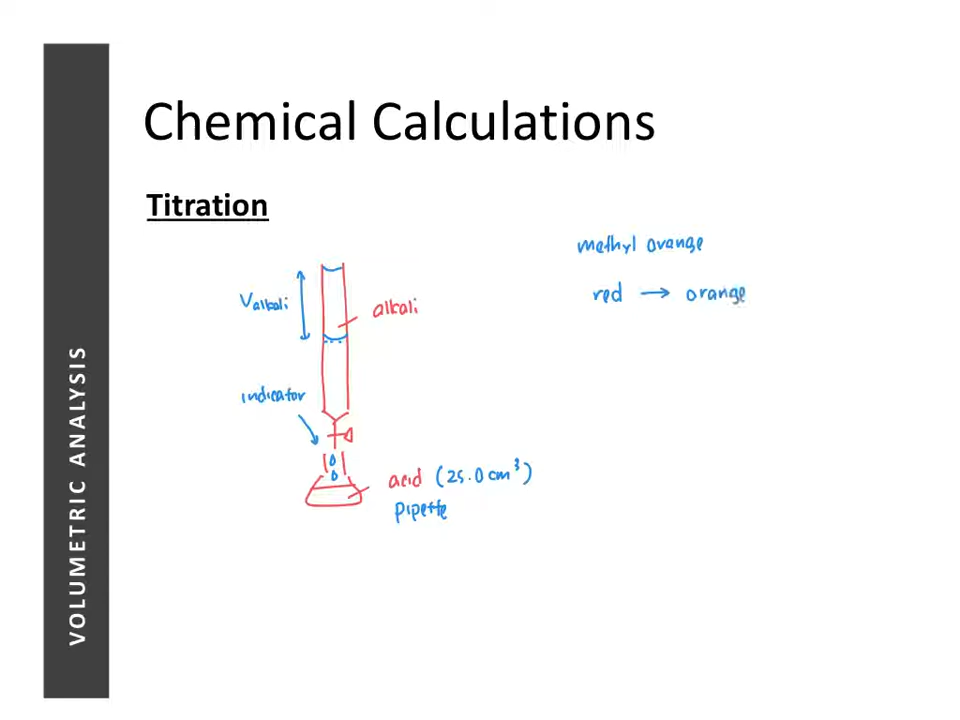 Chemical Calculations
Titration
methyl orange
red → orange
Valkali
alkali
indicator
acid (25.0 cm³)
pipette
VOLUMETRIC ANALYSIS